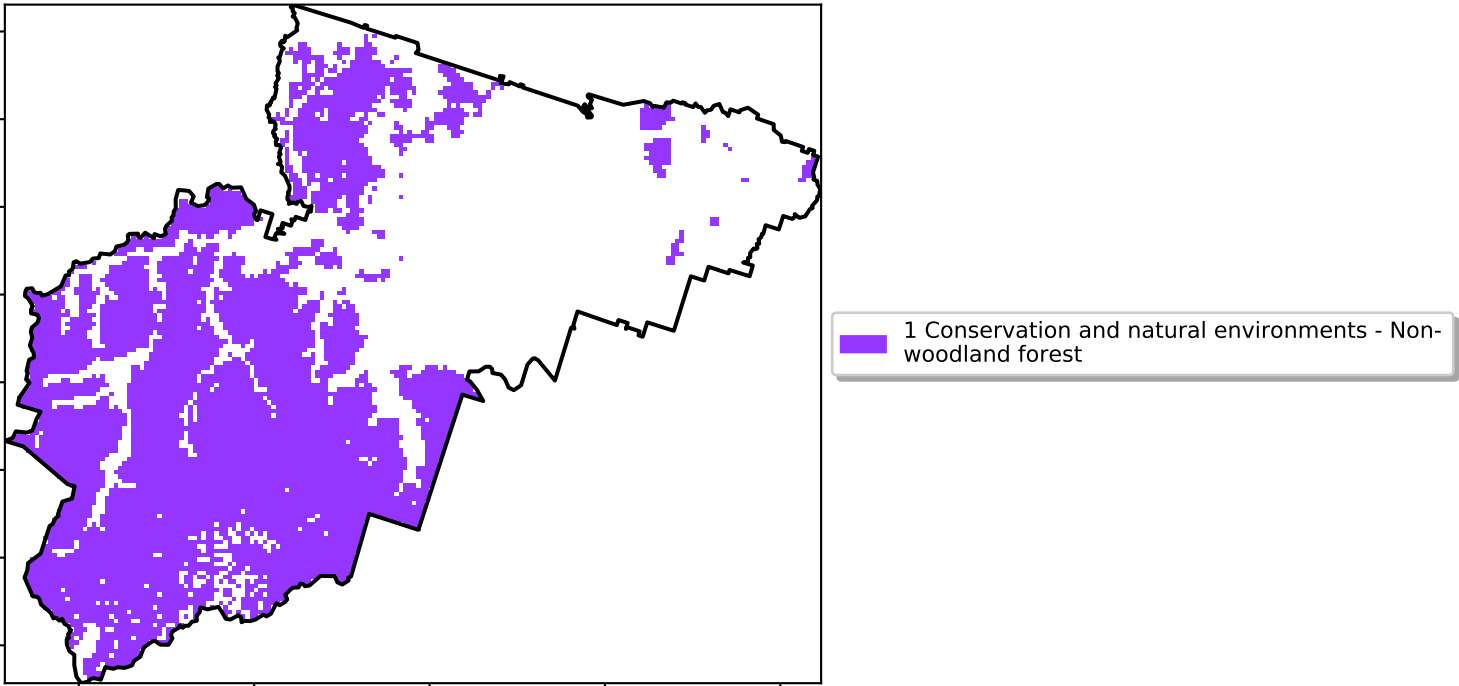 1 Conservation and natural environments - Non-
woodland forest